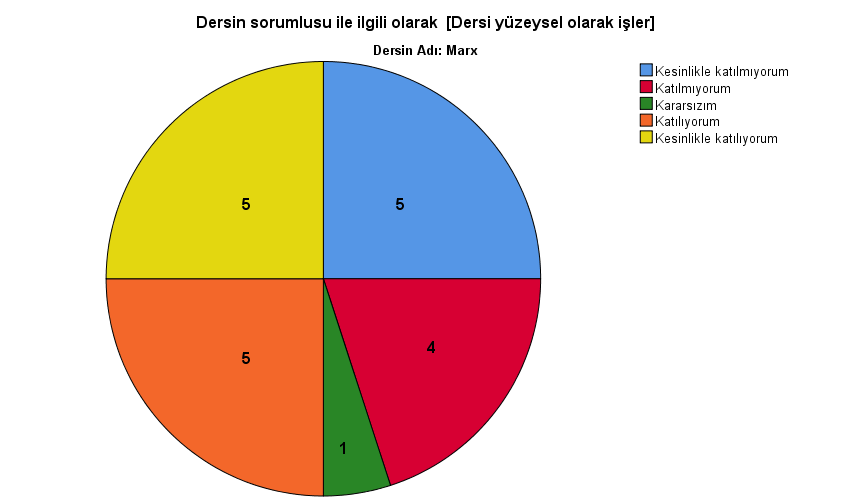 Dersin sorumlusu ile ilgili olarak [Dersi yüzeysel olarak işler]
Dersin Adı: Marx
Kesinlikle katılmıyorum
Katılmıyorum
Kararsızım
Katılıyorum
Kesinlikle katılıyorum
5
5
4
5
1